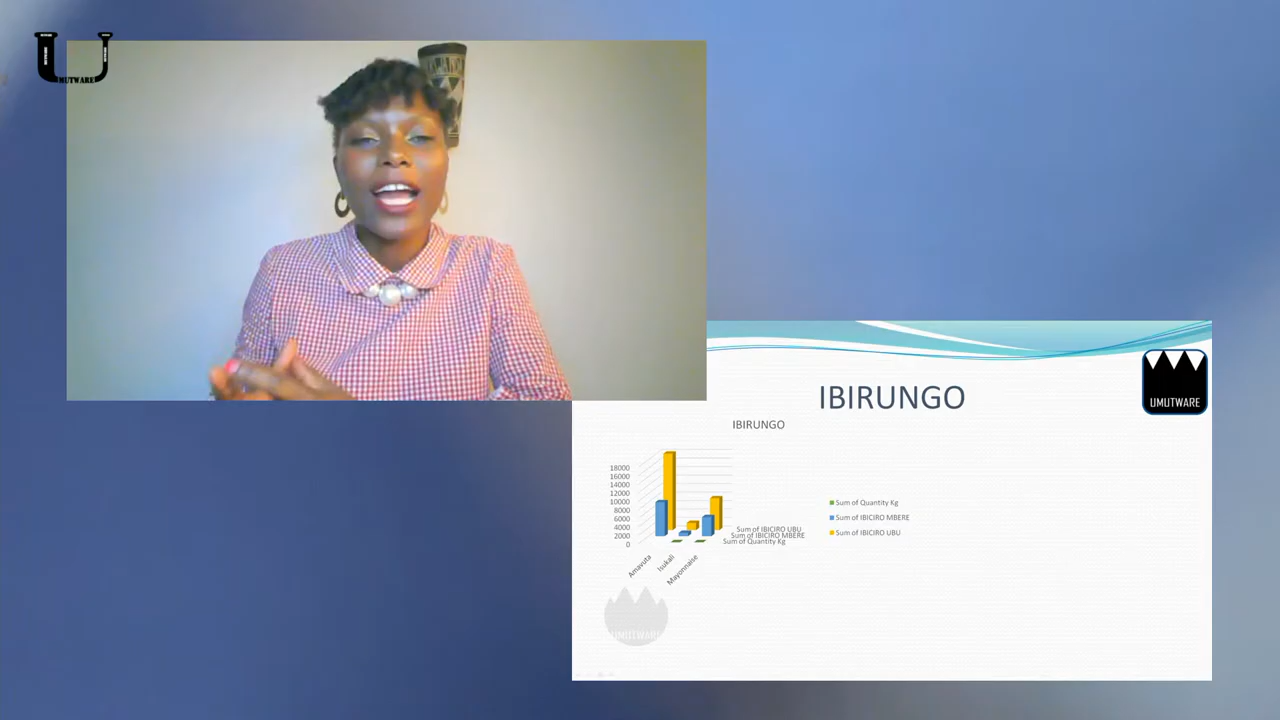 U
MUTWARE
IBIRUNGO
UMUTWARE
IBIRUNGO
18000
16000
14000
12000
10000
8000
6000
4000
2000
0
Amavuta
Isukali
Mayonnaise
Sum of IBICIRO UBU
Sum of IBICIRO MBERE
Sum of Quantity Kg
Sum of Quantity Kg
Sum of IBICIRO MBERE
Sum of IBICIRO UBU
UMUTWARE